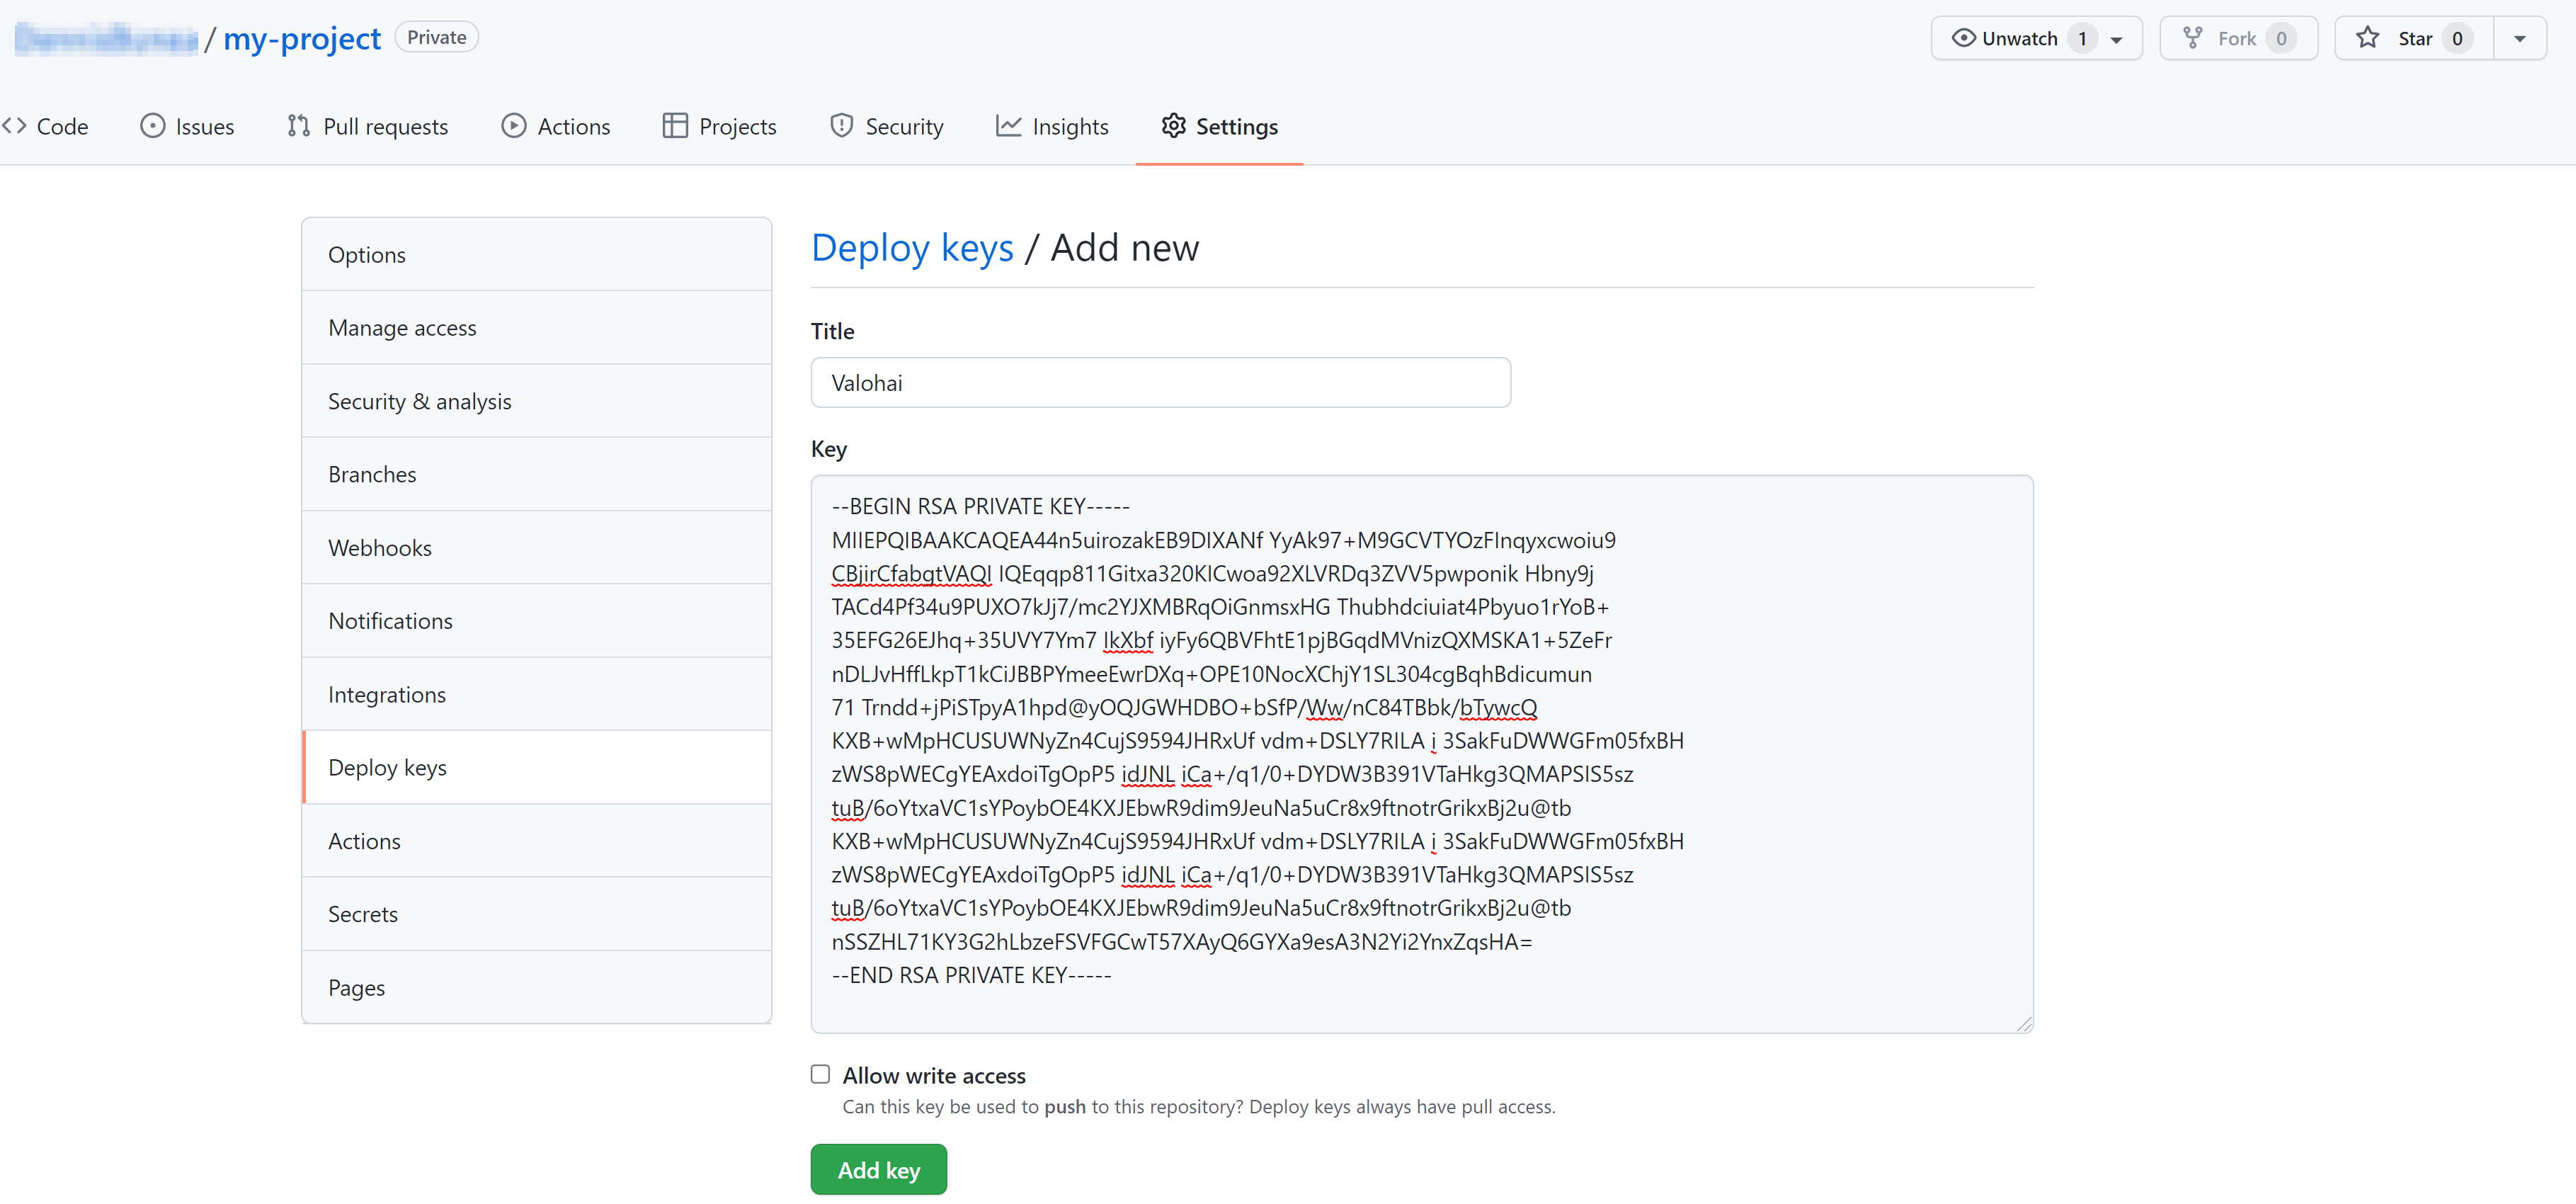 / my-project Private
Unwatch 1 Fork 0 Star 0
Code Issues Pull requests Actions Projects Security Insights Settings
Options
Manage access
Security & analysis
Branches
Webhooks
Notifications
Integrations
Deploy keys
Actions
Secrets
Pages
Deploy keys / Add new
Title
Valohai
Key
--BEGIN RSA PRIVATE KEY-----
MIIEPQIBAAKCAQEA44n5uirozakEB9DIXANf YyAk97+M9GCVTYOzFInqyxcwoiu9
CBjirCfabgtVAQI IQEqqp811Gitxa320KICwoa92XLVRDq3ZVV5pwponik Hbny9j
TACd4Pf34u9PUXO7kJj7/mc2YJXMBRqOiGnmsxHG Thubhdciuiat4Pbyuo1rYoB+
35EFG26EJhq+35UVY7Ym7 IkXbf iyFy6QBVFhtE1pjBGqdMVnizQXMSKA1+5ZeFr
nDLJvHffLkpT1kCiJBBPYmeeEwrDXq+OPE10NocXChjY1SL304cgBqhBdicumun
71 Trndd+jPiSTpyA1hpd@yOQJGWHDBO+bSfP/Ww/nC84TBbk/bTywcQ
KXB+wMpHCUSUWNyZn4CujS9594JHRxUf vdm+DSLY7RILA i 3SakFuDWWGFm05fxBH
zWS8pWECgYEAxdoiTgOpP5 idJNL iCa+/q1/0+DYDW3B391VTaHkg3QMAPSIS5sz
tuB/6oYtxaVC1sYPoybOE4KXJEbwR9dim9JeuNa5uCr8x9ftnotrGrikxBj2u@tb
KXB+wMpHCUSUWNyZn4CujS9594JHRxUf vdm+DSLY7RILA i 3SakFuDWWGFm05fxBH
zWS8pWECgYEAxdoiTgOpP5 idJNL iCa+/q1/0+DYDW3B391VTaHkg3QMAPSIS5sz
tuB/6oYtxaVC1sYPoybOE4KXJEbwR9dim9JeuNa5uCr8x9ftnotrGrikxBj2u@tb
nSSZHL71KY3G2hLbzeFSVFGCwT57XAyQ6GYXa9esA3N2Yi2YnxZqsHA=
--END RSA PRIVATE KEY-----
Allow write access
Can this key be used to push to this repository? Deploy keys always have pull access.
Add key